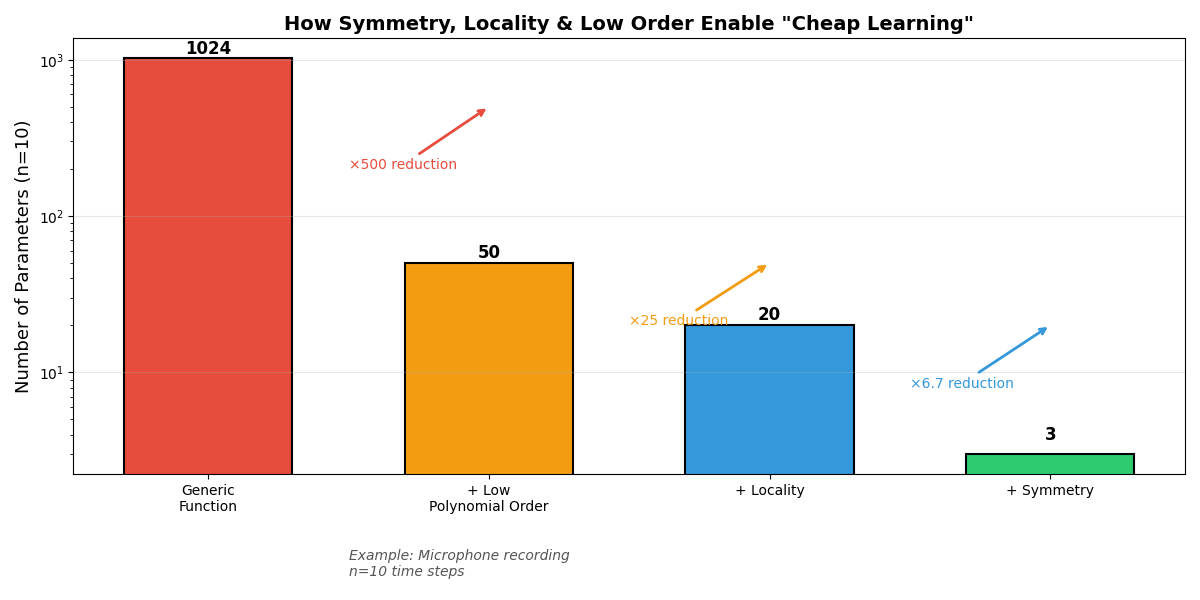 How Symmetry, Locality & Low Order Enable "Cheap Learning"
Number of Parameters (n=10)
10³
10²
10¹
1024
50
20
3
×500 reduction
×25 reduction
×6.7 reduction
Generic
Function
+ Low
Polynomial Order
+ Locality
+ Symmetry
Example: Microphone recording
n=10 time steps